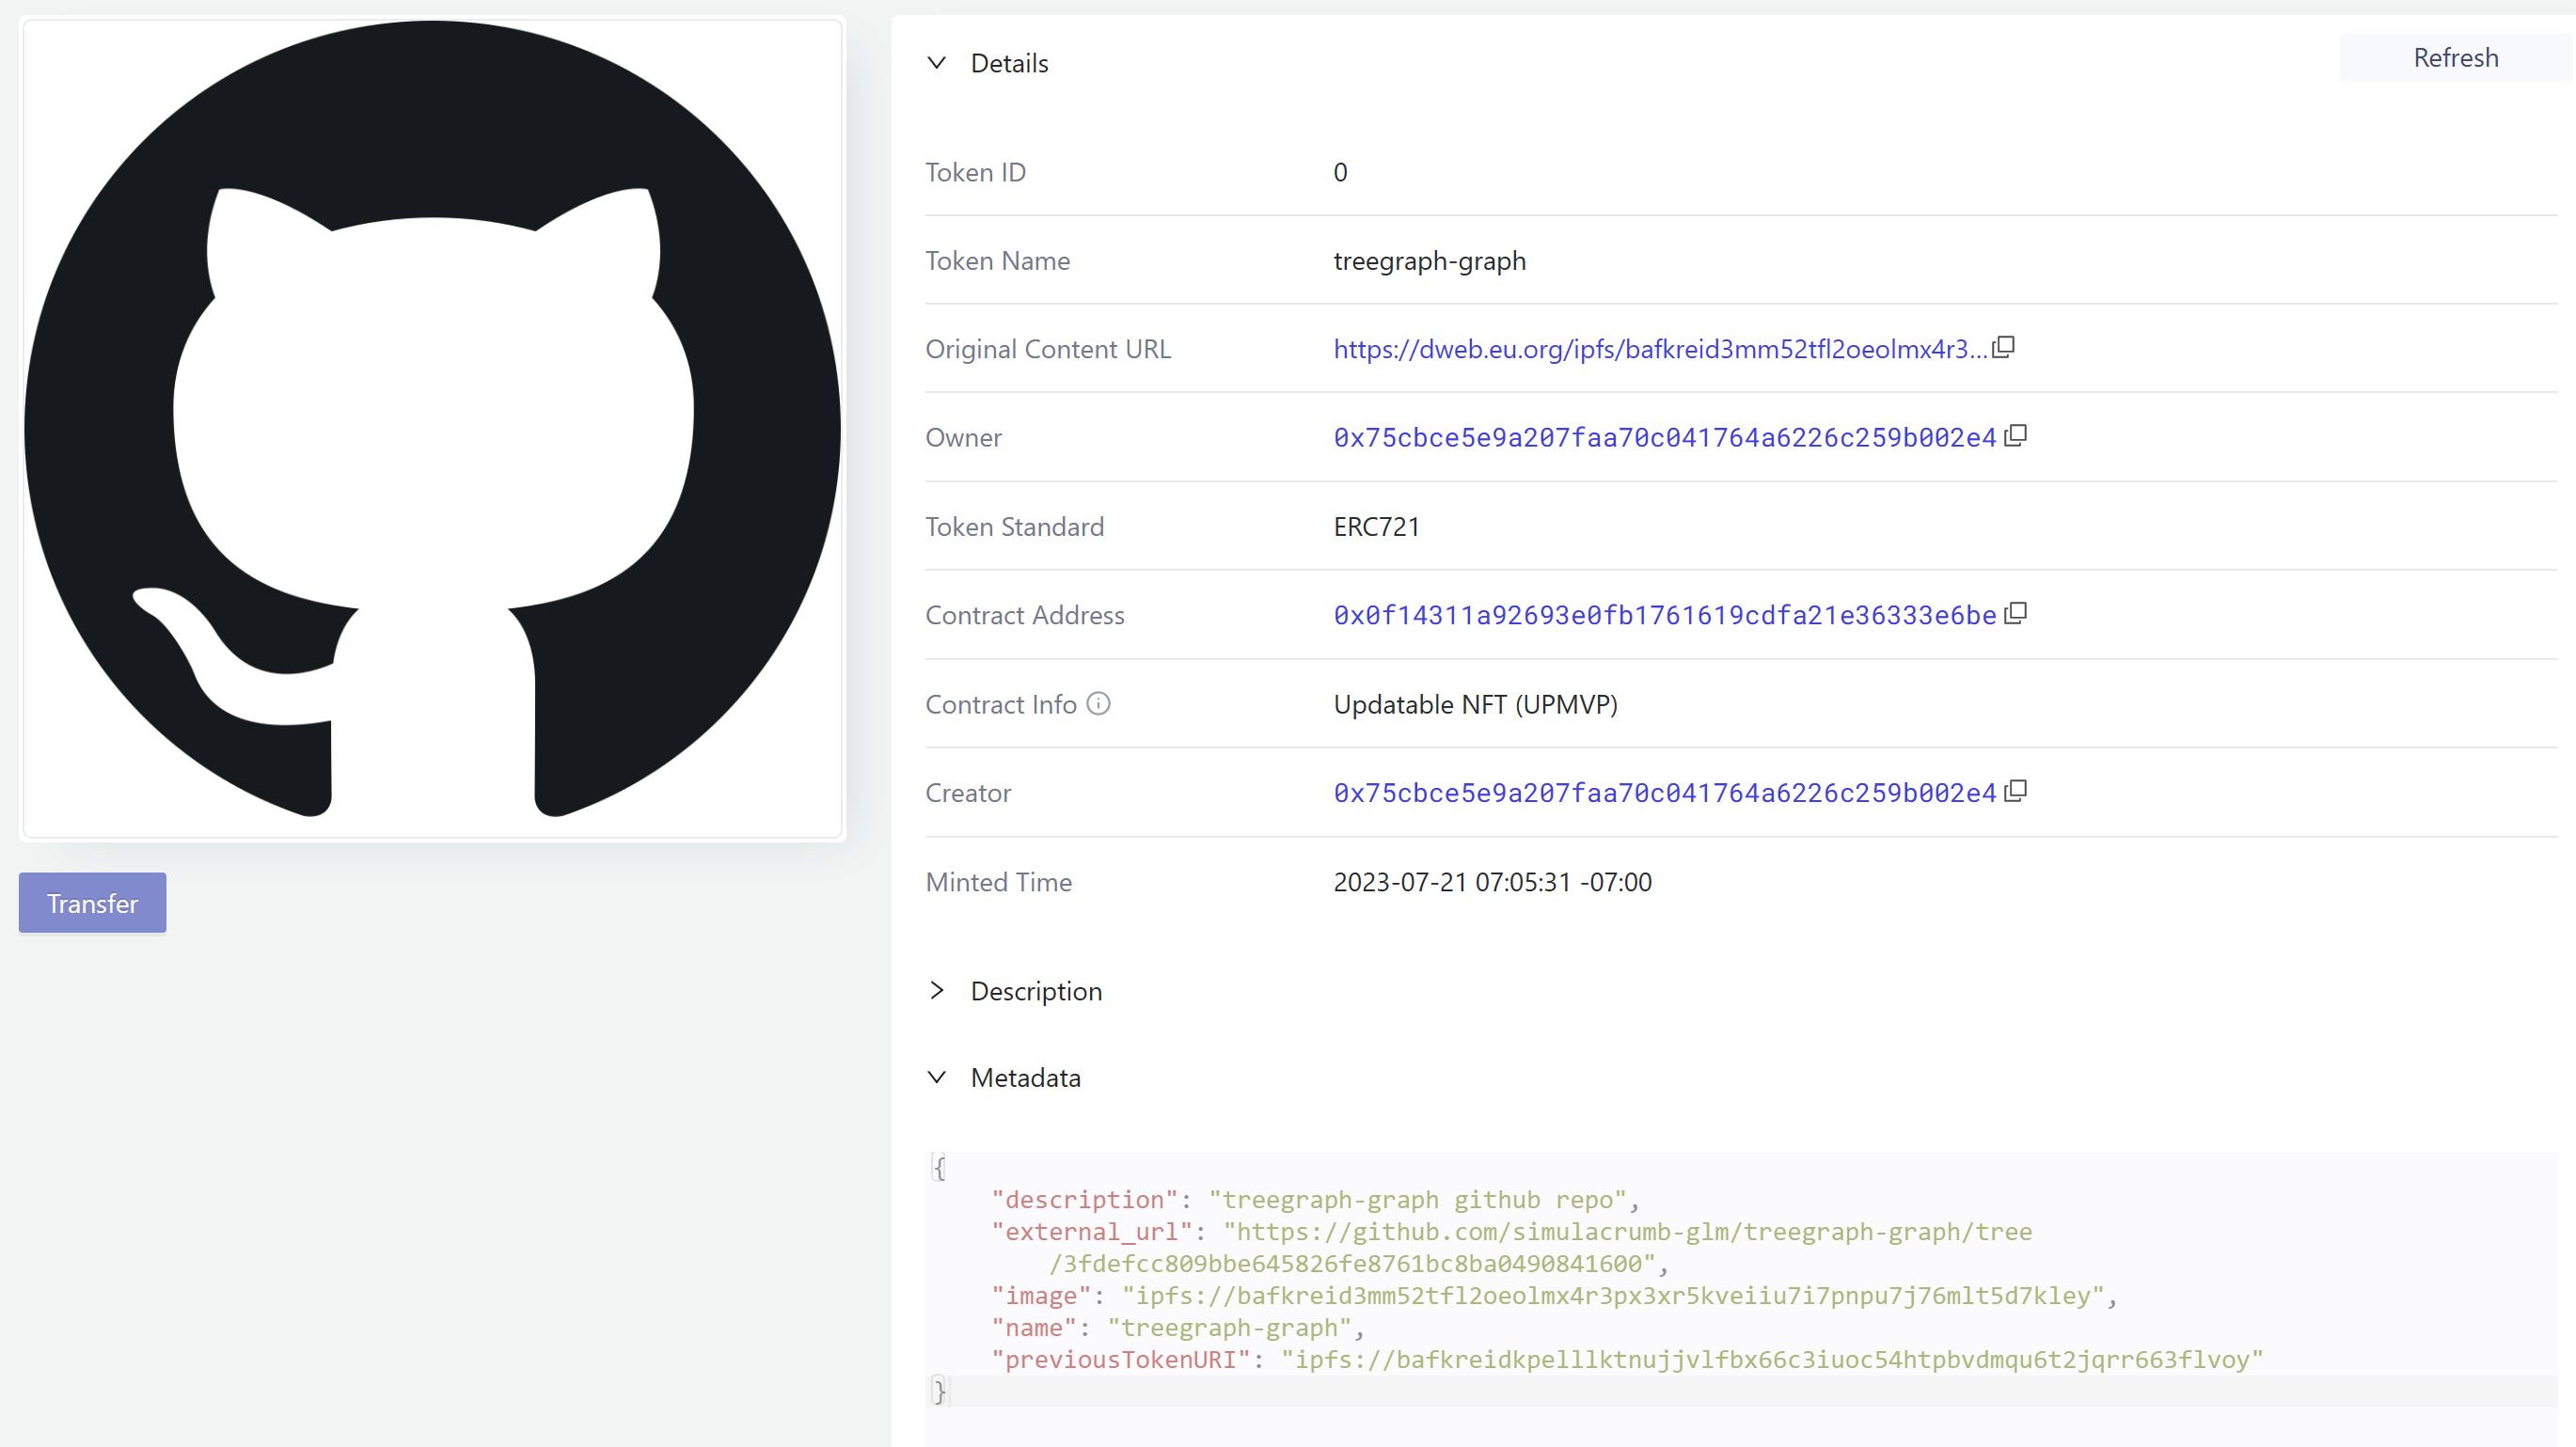 Details
Refresh
Token ID 0
Token Name treegraph-graph
Original Content URL https://dweb.eu.org/ipfs/bafkreid3mm52tfl2oeolmx4r3...
Owner 0x75cbce5e9a207faa70c041764a6226c259b002e4
Token Standard ERC721
Contract Address 0x0f14311a92693e0fb1761619cdfa21e36333e6be
Contract Info Updatable NFT (UPMVP)
Creator 0x75cbce5e9a207faa70c041764a6226c259b002e4
Minted Time 2023-07-21 07:05:31 -07:00
Transfer
Description
Metadata
{
"description": "treegraph-graph github repo",
"external_url": "https://github.com/simulacrumb-glm/treegraph-graph/tree
/3fdefcc809bbe645826fe8761bc8ba0490841600",
"image": "ipfs://bafkreid3mm52tfl2oeolmx4r3px3xr5kveiiu7i7pnpu7j76mlt5d7kley",
"name": "treegraph-graph",
"previousTokenURI": "ipfs://bafkreidkpelllktnujjvlfbx66c3iuoc54htpbvdmqu6t2jqrr663flvoy"
}